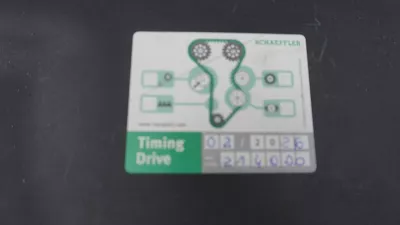 SCHAEFFLER
Timing 02 / 2026
Drive 214000